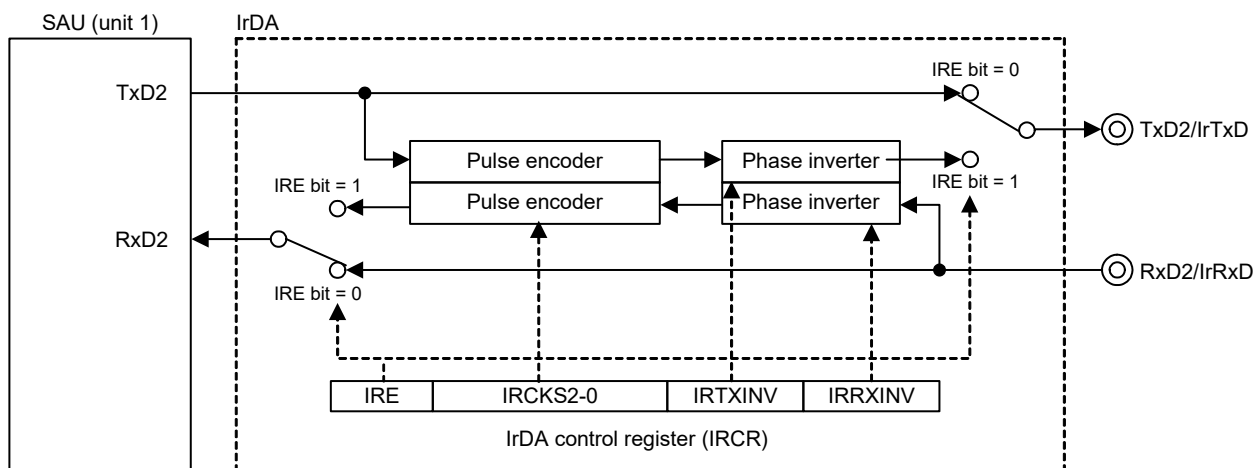 SAU (unit 1)
IrDA
IRE bit = 0
TxD2
TxD2/IrTxD
Pulse encoder
Phase inverter
IRE bit = 1
IRE bit = 1
Pulse encoder
Phase inverter
RxD2
RxD2/IrRxD
IRE bit = 0
IRE
IRCKS2-0
IRTXINV
IRRXINV
IrDA control register (IRCR)